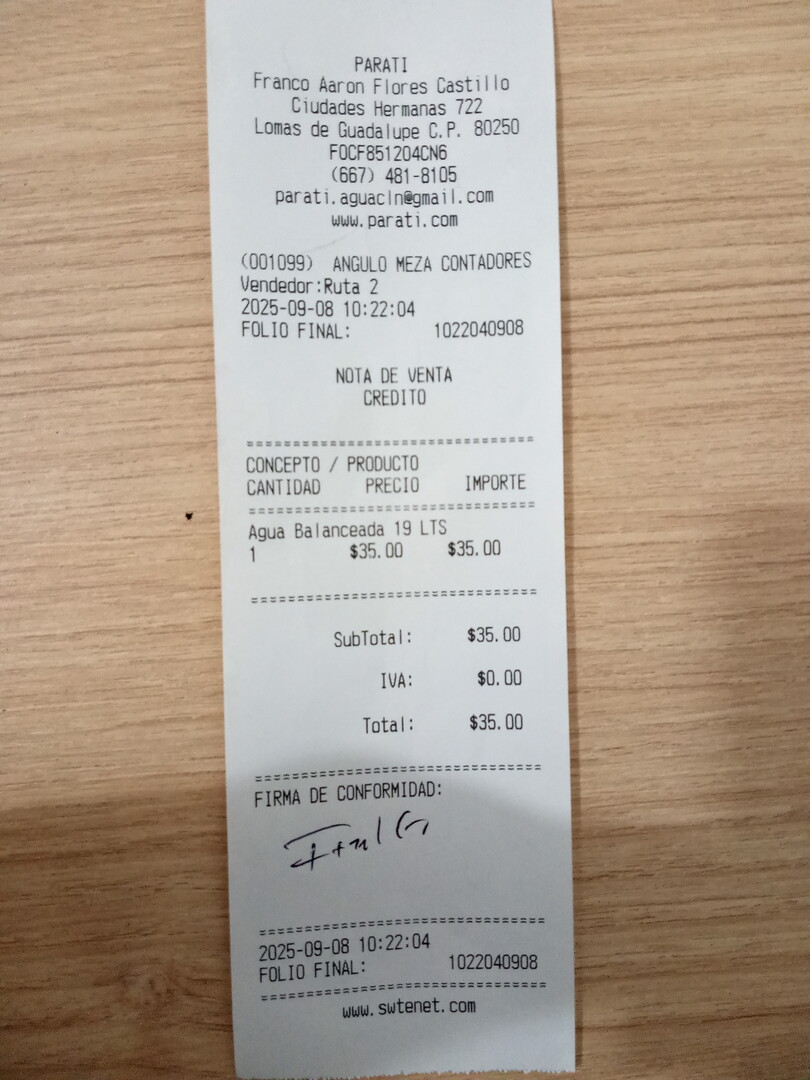 PARATI
Franco Aaron Flores Castillo
Ciudades Hermanas 722
Lomas de Guadalupe C.P. 80250
FOCF851204CN6
(667) 481-8105
parati.aguacln@gmail.com
www.parati.com
(001099) ANGULO MEZA CONTADORES
Vendedor:Ruta 2
2025-09-08 10:22:04
FOLIO FINAL: 1022040908
NOTA DE VENTA
CREDITO
================================
CONCEPTO / PRODUCTO
CANTIDAD PRECIO IMPORTE
================================
Agua Balanceada 19 LTS
1 $35.00 $35.00
================================
SubTotal: $35.00
IVA: $0.00
Total: $35.00
================================
FIRMA DE CONFORMIDAD:
================================
2025-09-08 10:22:04
FOLIO FINAL: 1022040908
================================
www.swtenet.com